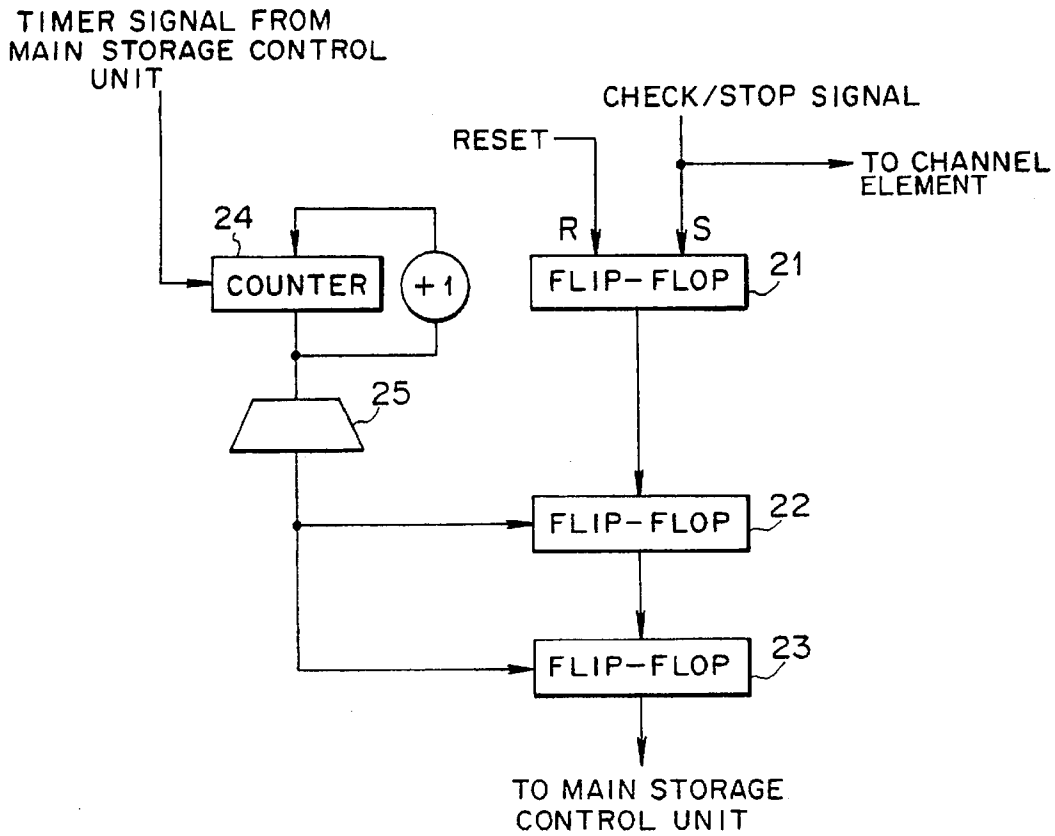 TIMER SIGNAL FROM
MAIN STORAGE CONTROL
UNIT
CHECK/STOP SIGNAL
RESET
TO CHANNEL
ELEMENT
24
R
S
COUNTER
+1
FLIP-FLOP
21
25
FLIP-FLOP
22
FLIP-FLOP
23
TO MAIN STORAGE
CONTROL UNIT